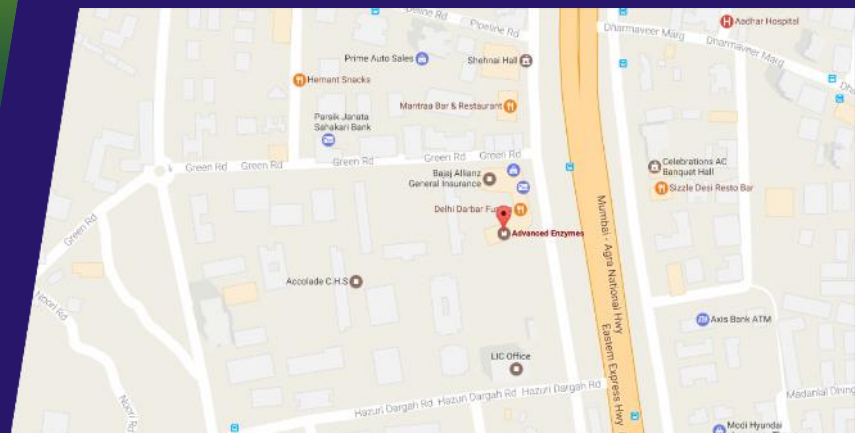 Pipeline Rd
Aadhar Hospital
Dharmaveer Marg
Dharmaveer Marg
Prime Auto Sales
Shehnai Hall
Hemant Snacks
Mantraa Bar & Restaurant
Parsik Janata
Sahakari Bank
Green Rd
Green Rd
Green Rd
Green Rd
Green Rd
Bajaj Allianz
General Insurance
Celebrations AC
Banquet Hall
Sizzle Desi Resto Bar
Delhi Darbar
Advanced Enzymes
Green Rd
Mumbai - Agra National Hwy
Eastern Express Hwy
Accolade C.H.S
Noori Rd
Axis Bank ATM
LIC Office
Noori Rd
Hazuri Dargah Rd
Hazuri Dargah Rd
Hazuri Dargah Rd
Modi Hyundai